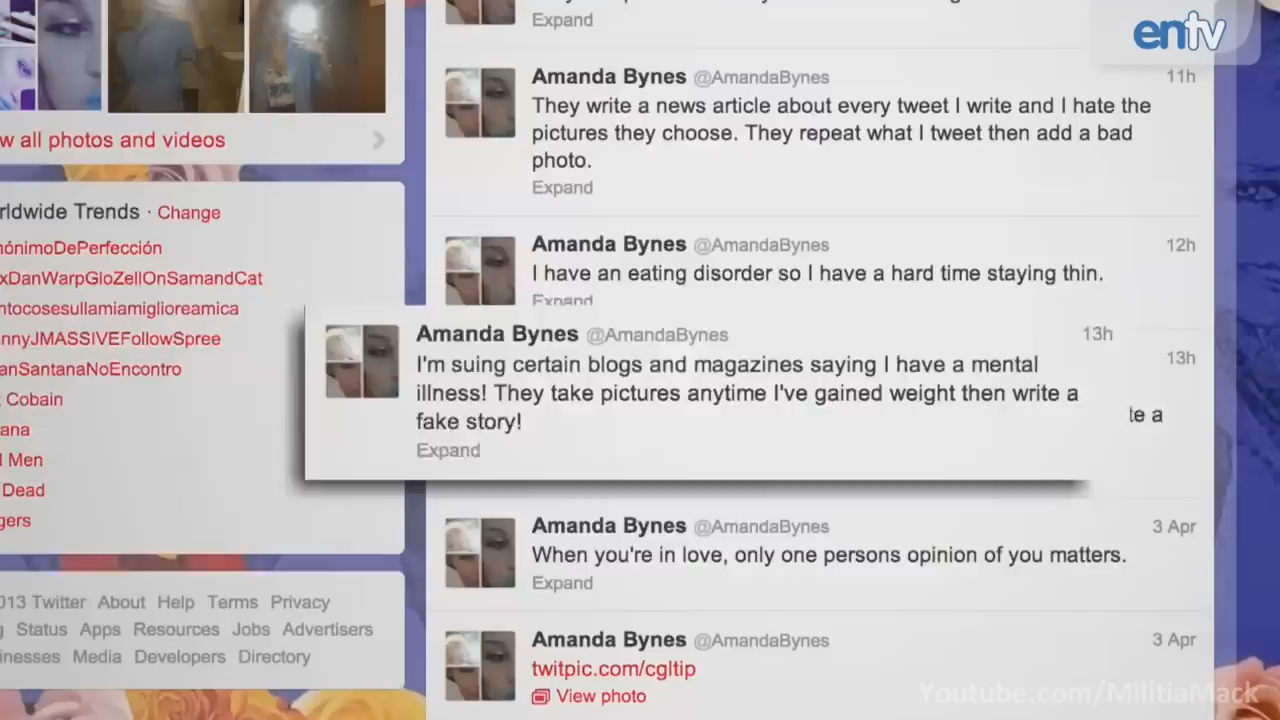 Expand
entv
w all photos and videos
rldwide Trends · Change
nónimoDePerfección
xDanWarpGloZellOnSamandCat
ntocosesullamiamiglioreamica
nnyJMASSIVEFollowSpree
anSantanaNoEncontro
Cobain
ana
Men
Dead
gers
013 Twitter About Help Terms Privacy
g Status Apps Resources Jobs Advertisers
inesses Media Developers Directory
Amanda Bynes @AmandaBynes 11h
They write a news article about every tweet I write and I hate the
pictures they choose. They repeat what I tweet then add a bad
photo.
Expand
Amanda Bynes @AmandaBynes 12h
I have an eating disorder so I have a hard time staying thin.
Expand
Amanda Bynes @AmandaBynes 13h
I'm suing certain blogs and magazines saying I have a mental
illness! They take pictures anytime I've gained weight then write a
fake story!
Expand
13h
te a
Amanda Bynes @AmandaBynes 3 Apr
When you're in love, only one persons opinion of you matters.
Expand
Amanda Bynes @AmandaBynes 3 Apr
twitpic.com/cgltip
View photo
Youtube.com/MilitiaMack